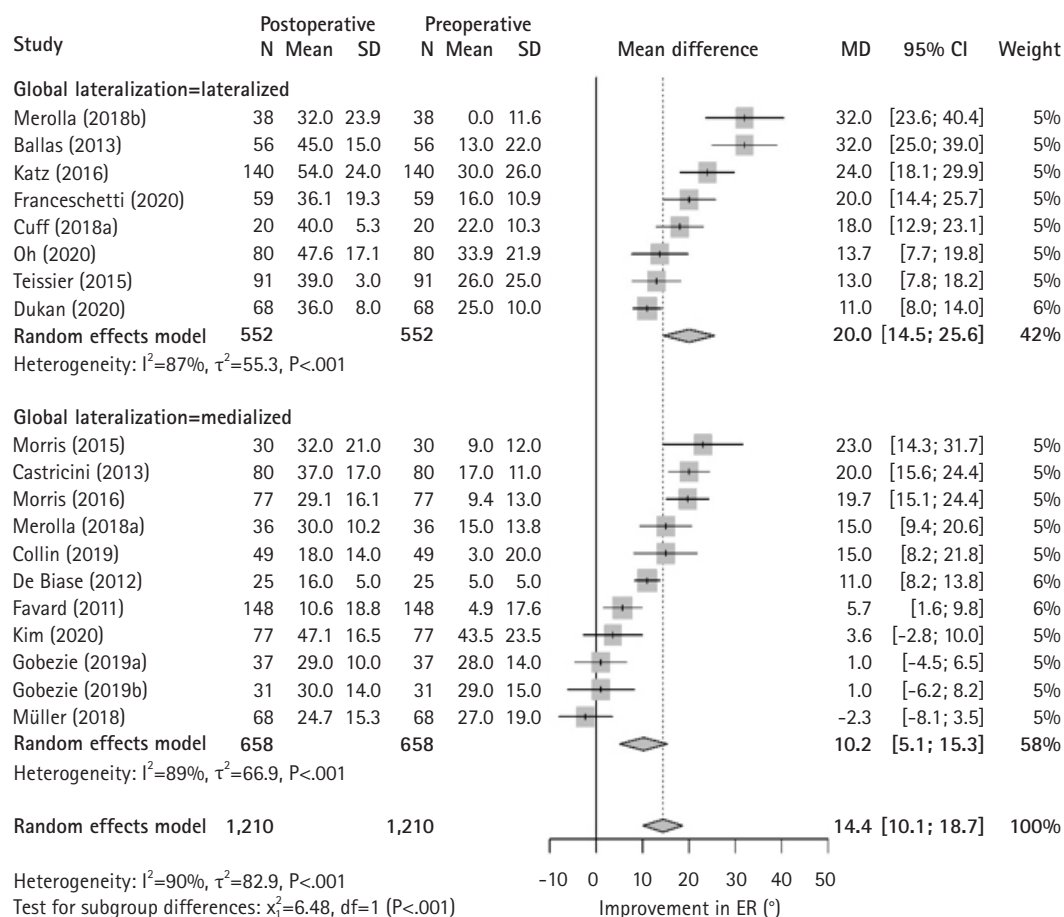 Postoperative Preoperative
Study N Mean SD N Mean SD Mean difference MD 95% CI Weight
Global lateralization=lateralized
Merolla (2018b) 38 32.0 23.9 38 0.0 11.6 32.0 [23.6; 40.4] 5%
Ballas (2013) 56 45.0 15.0 56 13.0 22.0 32.0 [25.0; 39.0] 5%
Katz (2016) 140 54.0 24.0 140 30.0 26.0 24.0 [18.1; 29.9] 5%
Franceschetti (2020) 59 36.1 19.3 59 16.0 10.9 20.0 [14.4; 25.7] 5%
Cuff (2018a) 20 40.0 5.3 20 22.0 10.3 18.0 [12.9; 23.1] 5%
Oh (2020) 80 47.6 17.1 80 33.9 21.9 13.7 [7.7; 19.8] 5%
Teissier (2015) 91 39.0 3.0 91 26.0 25.0 13.0 [7.8; 18.2] 5%
Dukan (2020) 68 36.0 8.0 68 25.0 10.0 11.0 [8.0; 14.0] 6%
Random effects model 552 552 20.0 [14.5; 25.6] 42%
Heterogeneity: I²=87%, τ²=55.3, P<.001
Global lateralization=medialized
Morris (2015) 30 32.0 21.0 30 9.0 12.0 23.0 [14.3; 31.7] 5%
Castricini (2013) 80 37.0 17.0 80 17.0 11.0 20.0 [15.6; 24.4] 5%
Morris (2016) 77 29.1 16.1 77 9.4 13.0 19.7 [15.1; 24.4] 5%
Merolla (2018a) 36 30.0 10.2 36 15.0 13.8 15.0 [9.4; 20.6] 5%
Collin (2019) 49 18.0 14.0 49 3.0 20.0 15.0 [8.2; 21.8] 5%
De Biase (2012) 25 16.0 5.0 25 5.0 5.0 11.0 [8.2; 13.8] 6%
Favard (2011) 148 10.6 18.8 148 4.9 17.6 5.7 [1.6; 9.8] 6%
Kim (2020) 77 47.1 16.5 77 43.5 23.5 3.6 [-2.8; 10.0] 5%
Gobezie (2019a) 37 29.0 10.0 37 28.0 14.0 1.0 [-4.5; 6.5] 5%
Gobezie (2019b) 31 30.0 14.0 31 29.0 15.0 1.0 [-6.2; 8.2] 5%
Müller (2018) 68 24.7 15.3 68 27.0 19.0 -2.3 [-8.1; 3.5] 5%
Random effects model 658 658 10.2 [5.1; 15.3] 58%
Heterogeneity: I²=89%, τ²=66.9, P<.001
Random effects model 1,210 1,210 14.4 [10.1; 18.7] 100%
-10 0 10 20 30 40 50
Heterogeneity: I²=90%, τ²=82.9, P<.001
Test for subgroup differences: x²₁=6.48, df=1 (P<.001) Improvement in ER (°)